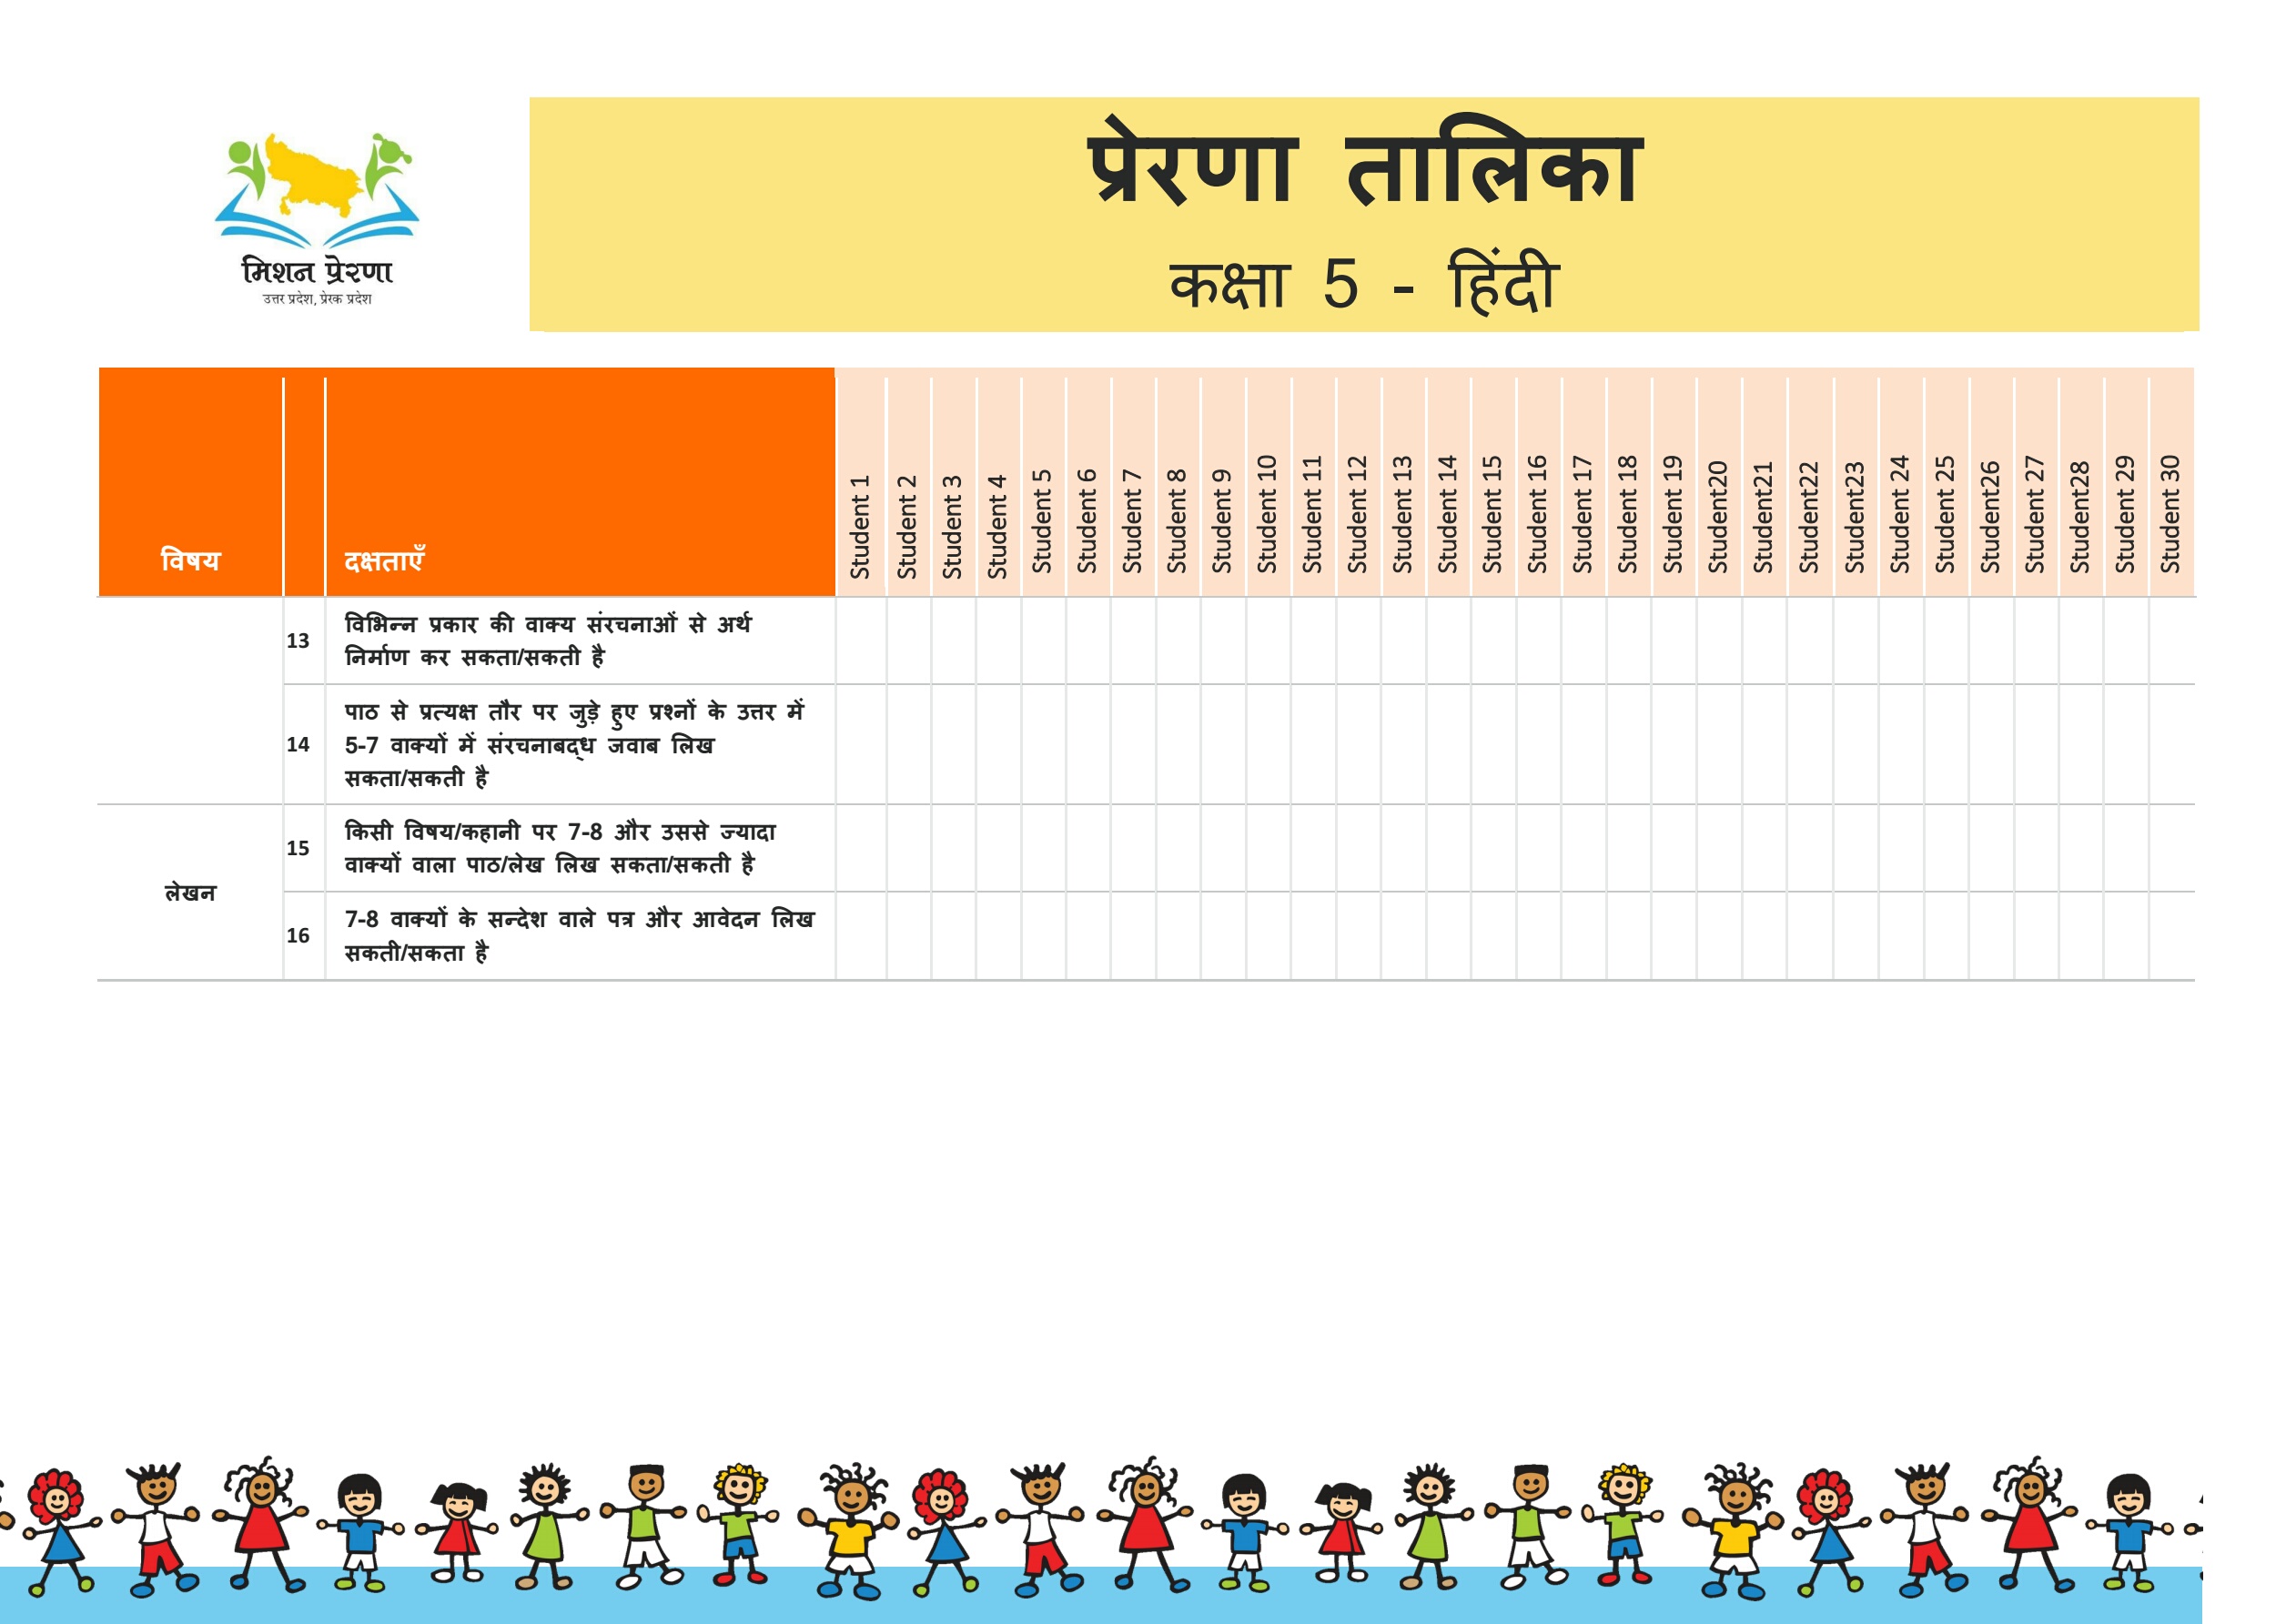 प्रेरणा तालिका
कक्षा 5 - हिंदी
मिशन प्रेरणा
उत्तर प्रदेश, प्रेरक प्रदेश
विषय
दक्षताएँ
Student 1
Student 2
Student 3
Student 4
Student 5
Student 6
Student 7
Student 8
Student 9
Student 10
Student 11
Student 12
Student 13
Student 14
Student 15
Student 16
Student 17
Student 18
Student 19
Student20
Student21
Student22
Student23
Student 24
Student 25
Student26
Student 27
Student28
Student 29
Student 30
13
विभिन्न प्रकार की वाक्य संरचनाओं से अर्थ
निर्माण कर सकता/सकती है
14
पाठ से प्रत्यक्ष तौर पर जुड़े हुए प्रश्नों के उत्तर में
5-7 वाक्यों में संरचनाबद्ध जवाब लिख
सकता/सकती है
लेखन
15
किसी विषय/कहानी पर 7-8 और उससे ज्यादा
वाक्यों वाला पाठ/लेख लिख सकता/सकती है
16
7-8 वाक्यों के सन्देश वाले पत्र और आवेदन लिख
सकती/सकता है